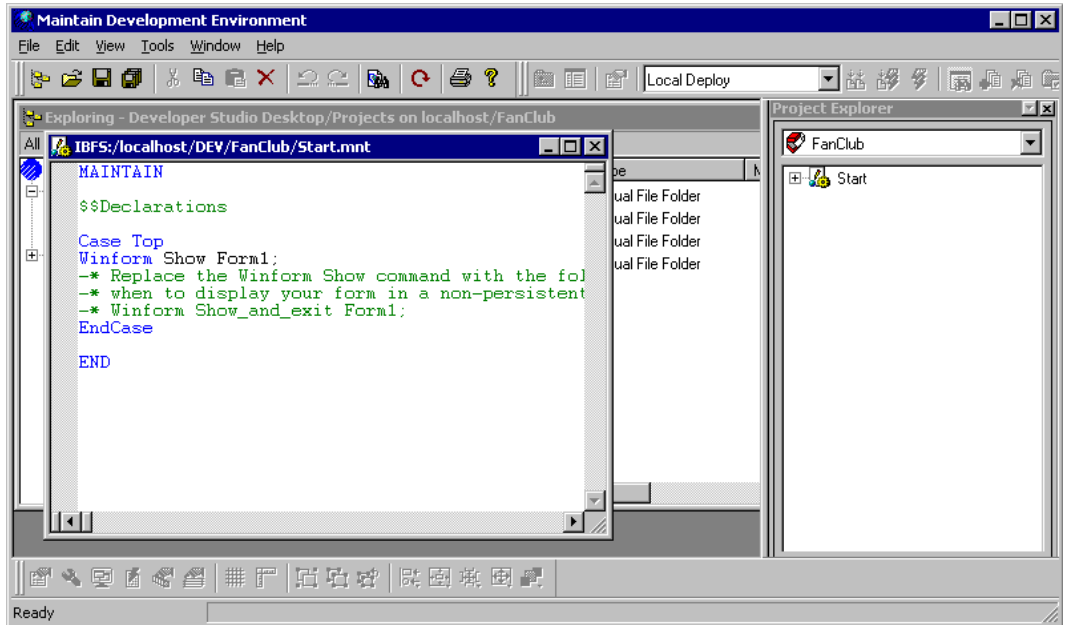 Maintain Development Environment
File Edit View Tools Window Help
Local Deploy
Exploring - Developer Studio Desktop/Projects on localhost/FanClub
Project Explorer
All
IBFS:/localhost/DEV/FanClub/Start.mnt
FanClub
MAINTAIN
Start
ual File Folder
$$Declarations
ual File Folder
Case Top
ual File Folder
Winform Show Form1;
ual File Folder
-* Replace the Winform Show command with the fol
-* when to display your form in a non-persistent
-* Winform Show_and_exit Form1;
EndCase
END
Ready